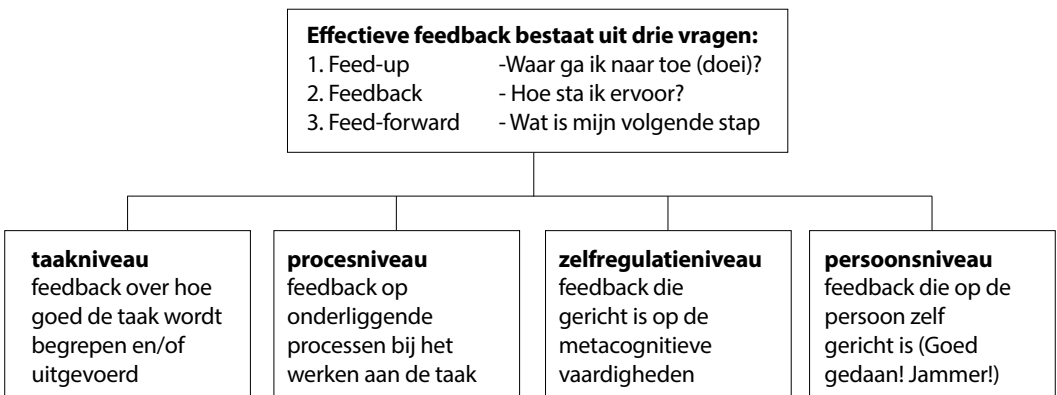 Effectieve feedback bestaat uit drie vragen:
1. Feed-up -Waar ga ik naar toe (doei)?
2. Feedback - Hoe sta ik ervoor?
3. Feed-forward - Wat is mijn volgende stap
taakniveau
feedback over hoe
goed de taak wordt
begrepen en/of
uitgevoerd
procesniveau
feedback op
onderliggende
processen bij het
werken aan de taak
zelfregulatieniveau
feedback die
gericht is op de
metacognitieve
vaardigheden
persoonsniveau
feedback die op de
persoon zelf
gericht is (Goed
gedaan! Jammer!)